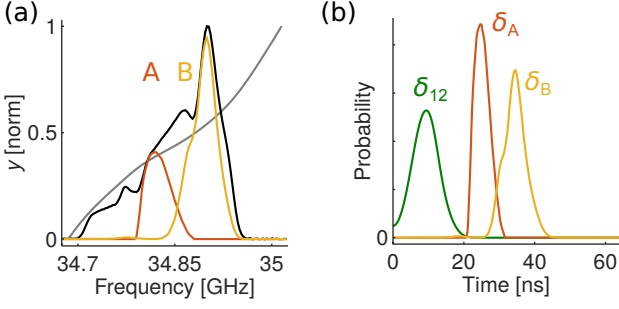 (a)
1
0.5
0
y [norm]
A
B
34.7
34.85
35
Frequency [GHz]
(b)
Probability
0
δ12
δA
δB
0
20
40
60
Time [ns]